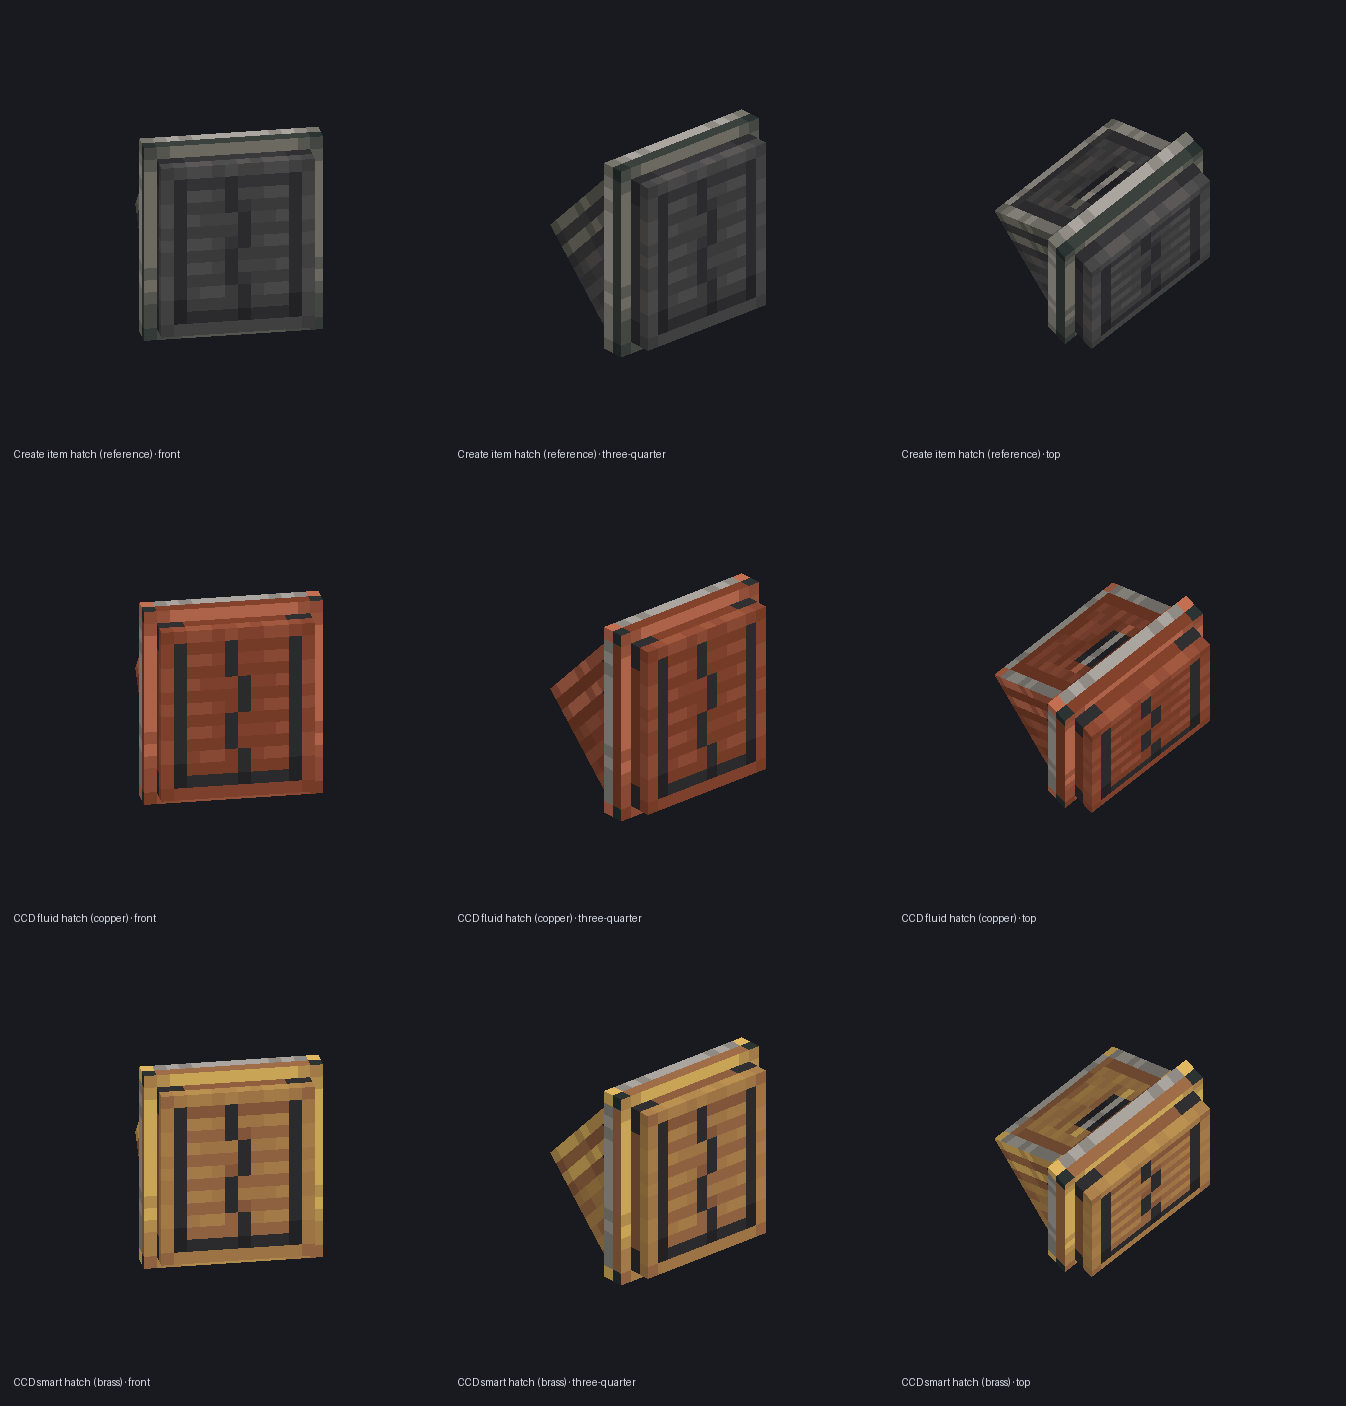 Create item hatch (reference) · front
Create item hatch (reference) · three-quarter
Create item hatch (reference) · top
CCD fluid hatch (copper) · front
CCD fluid hatch (copper) · three-quarter
CCD fluid hatch (copper) · top
CCD smart hatch (brass) · front
CCD smart hatch (brass) · three-quarter
CCD smart hatch (brass) · top